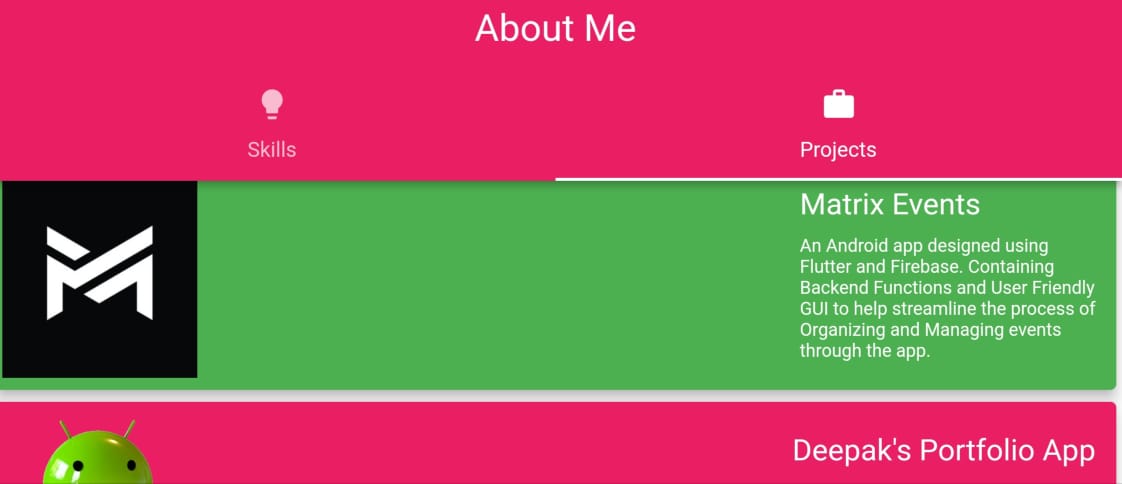 About Me
Skills
Projects
Matrix Events
An Android app designed using
Flutter and Firebase. Containing
Backend Functions and User Friendly
GUI to help streamline the process of
Organizing and Managing events
through the app.
Deepak's Portfolio App